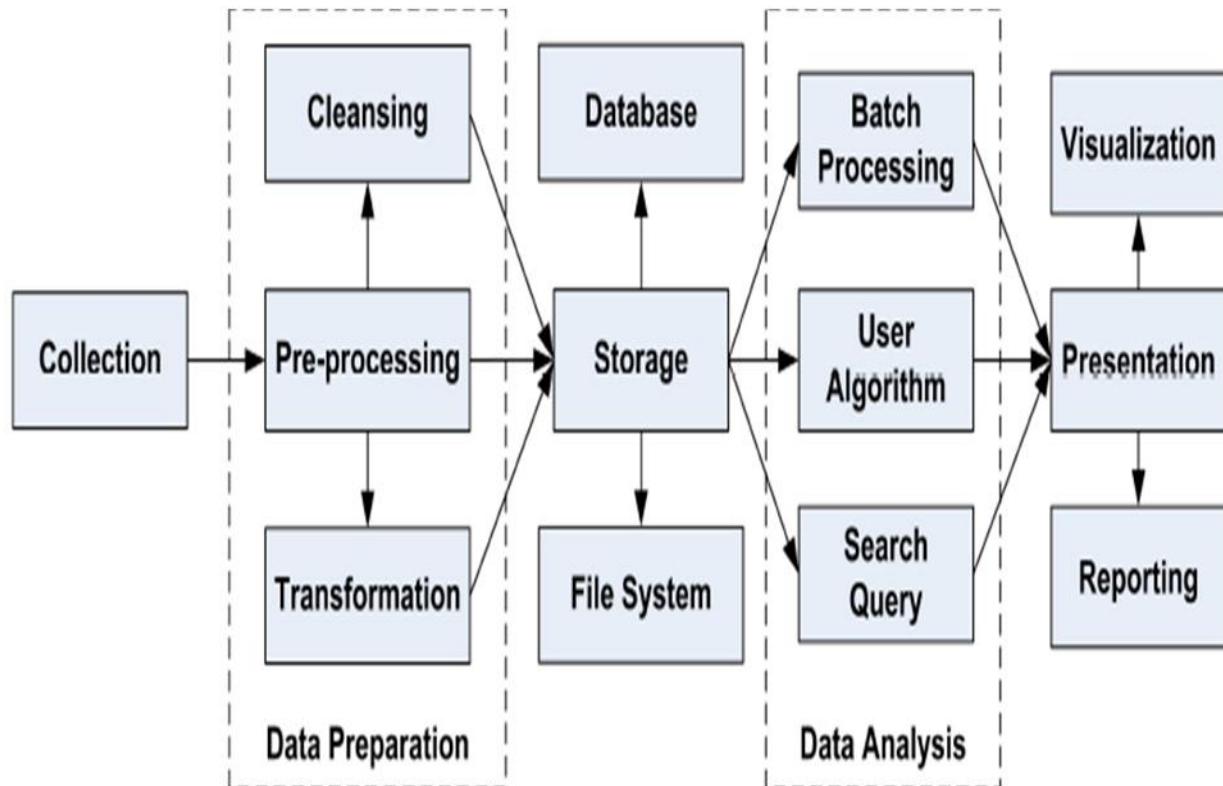 Collection
Cleansing
Pre-processing
Transformation
Data Preparation
Database
Storage
File System
Batch
Processing
User
Algorithm
Search
Query
Data Analysis
Visualization
Presentation
Reporting